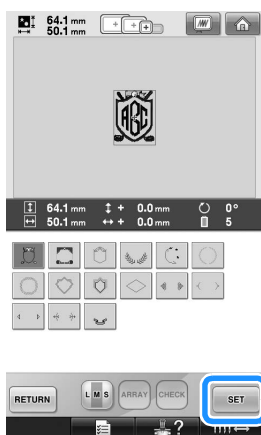 64.1 mm
50.1 mm
ABC
64.1 mm + 0.0 mm 0°
50.1 mm + 0.0 mm 5
RETURN L M S ARRAY CHECK SET
?